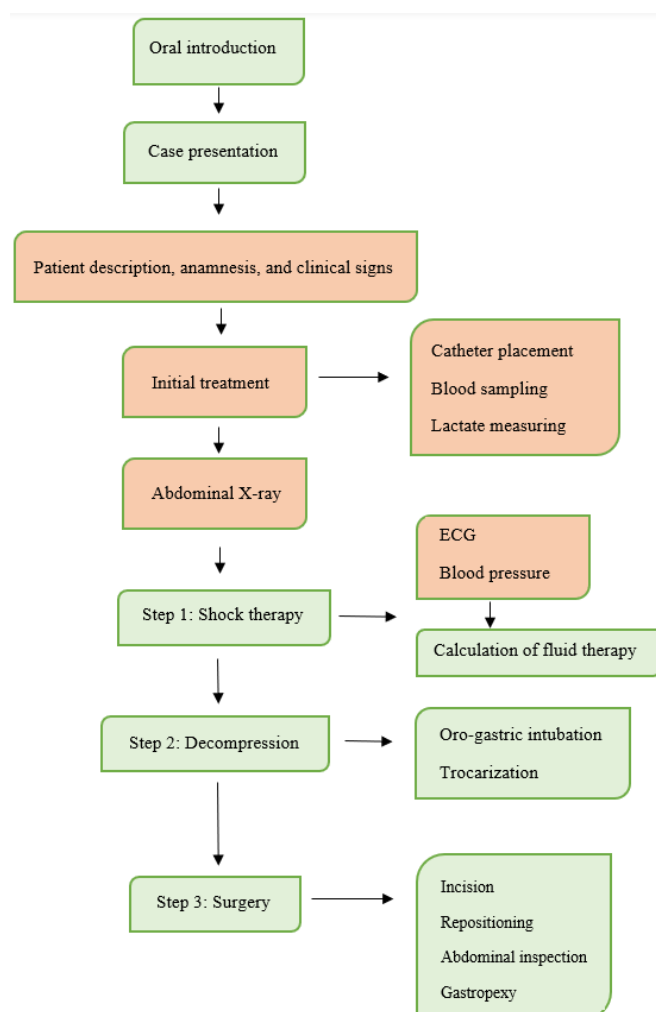 Oral introduction
Case presentation
Patient description, anamnesis, and clinical signs
Initial treatment
Catheter placement
Blood sampling
Lactate measuring
Abdominal X-ray
ECG
Blood pressure
Step 1: Shock therapy
Calculation of fluid therapy
Step 2: Decompression
Oro-gastric intubation
Trocarization
Step 3: Surgery
Incision
Repositioning
Abdominal inspection
Gastropexy